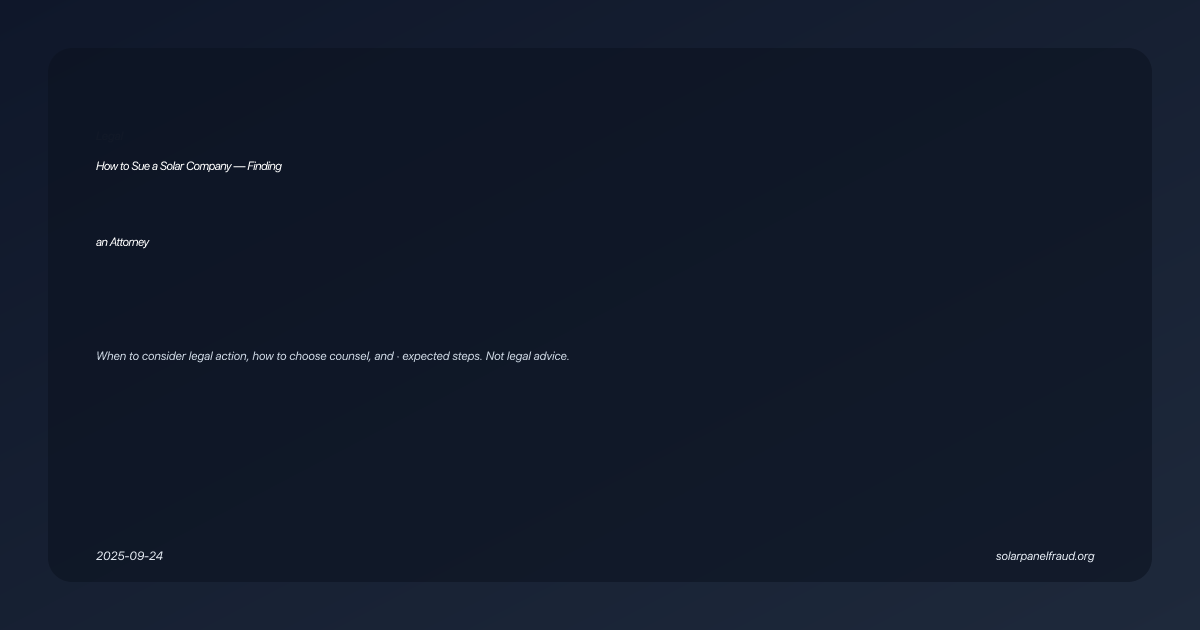 How to Sue a Solar Company — Finding
an Attorney
When to consider legal action, how to choose counsel, and · expected steps. Not legal advice.
2025-09-24
solarpanelfraud.org